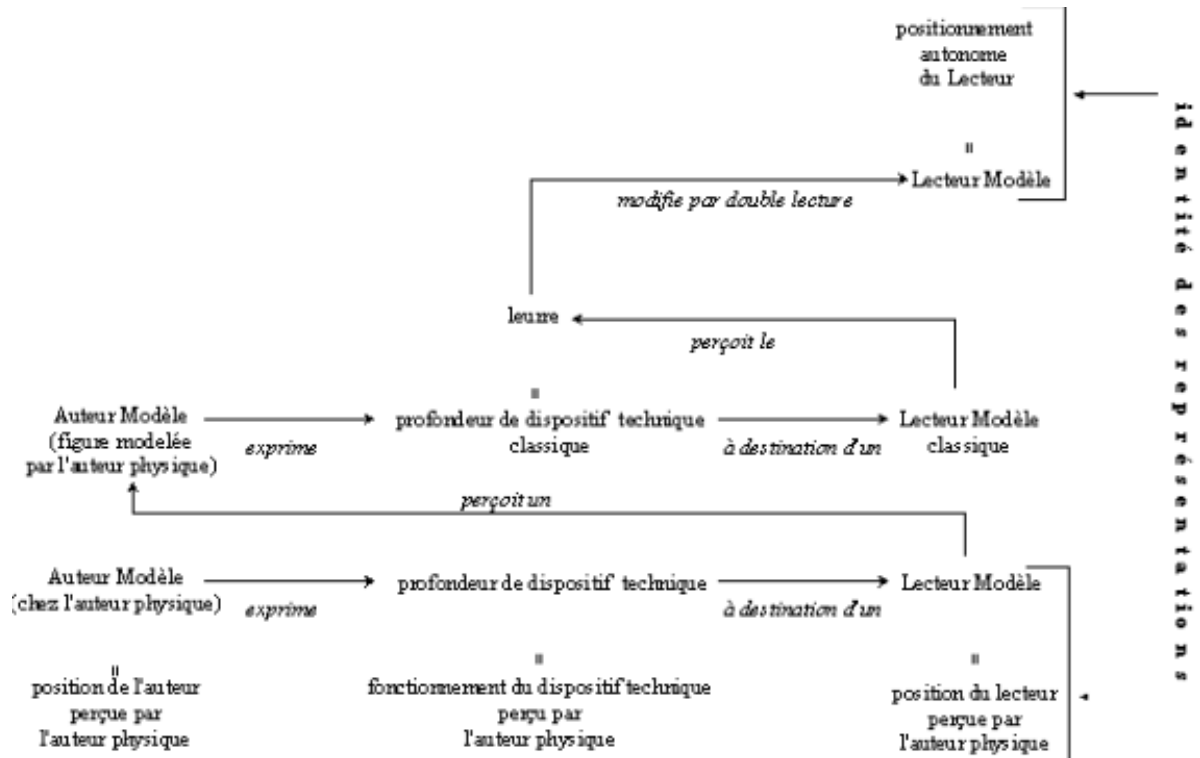 positionnement
autonome
du Lecteur
=
Lecteur Modèle
modifie par double lecture
leurre
perçoit le
=
Auteur Modèle
(figure modelée
par l'auteur physique)
exprime
profondeur de dispositif technique
classique
à destination d'un
Lecteur Modèle
classique
perçoit un
Auteur Modèle
(chez l'auteur physique)
exprime
profondeur de dispositif technique
à destination d'un
Lecteur Modèle
=
position de l'auteur
perçue par
l'auteur physique
=
fonctionnement du dispositif technique
perçu par
l'auteur physique
=
position du lecteur
perçue par
l'auteur physique
identité des représentations